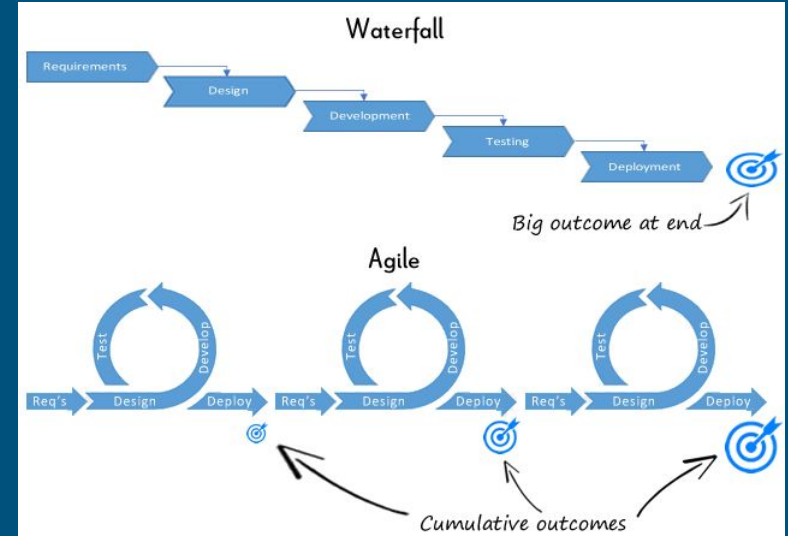 Waterfall
Requirements
Design
Development
Testing
Deployment
Big outcome at end
Agile
Test
Develop
Req's
Design
Deploy
Test
Develop
Req's
Design
Deploy
Test
Develop
Req's
Design
Deploy
Cumulative outcomes